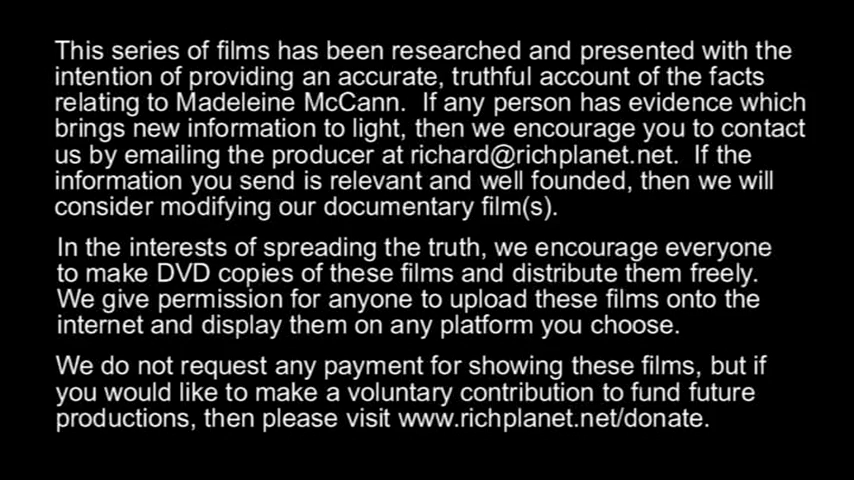 This series of films has been researched and presented with the
intention of providing an accurate, truthful account of the facts
relating to Madeleine McCann.  If any person has evidence which
brings new information to light, then we encourage you to contact
us by emailing the producer at richard@richplanet.net.  If the
information you send is relevant and well founded, then we will
consider modifying our documentary film(s).
In the interests of spreading the truth, we encourage everyone
to make DVD copies of these films and distribute them freely.
We give permission for anyone to upload these films onto the
internet and display them on any platform you choose.
We do not request any payment for showing these films, but if
you would like to make a voluntary contribution to fund future
productions, then please visit www.richplanet.net/donate.